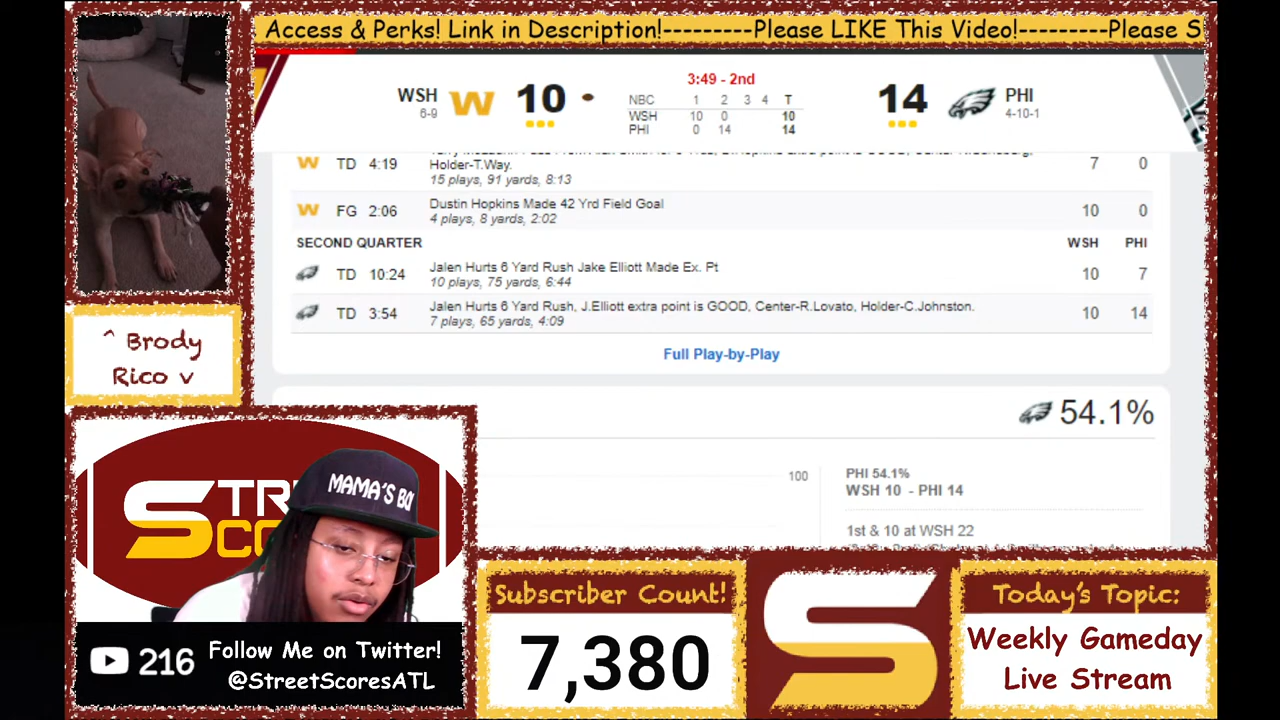 Access & Perks! Link in Description!---------Please LIKE This Video!---------Please S
WSH
6-9
W
10
3:49 - 2nd
NBC 1 2 3 4 T
WSH 10 0 10
PHI 0 14 14
14
PHI
4-10-1
W TD 4:19
Holder-T.Way. 7 0
15 plays, 91 yards, 8:13
W FG 2:06 Dustin Hopkins Made 42 Yrd Field Goal 10 0
4 plays, 8 yards, 2:02
SECOND QUARTER WSH PHI
TD 10:24 Jalen Hurts 6 Yard Rush Jake Elliott Made Ex. Pt 10 7
10 plays, 75 yards, 6:44
TD 3:54 Jalen Hurts 6 Yard Rush, J.Elliott extra point is GOOD, Center-R.Lovato, Holder-C.Johnston. 10 14
7 plays, 65 yards, 4:09
Full Play-by-Play
^ Brody
Rico v
54.1%
100
PHI 54.1%
WSH 10 - PHI 14
1st & 10 at WSH 22
STR
SCO
MAMA'S BOY
216
Follow Me on Twitter!
@StreetScoresATL
Subscriber Count!
7,380
S
Today's Topic:
Weekly Gameday
Live Stream